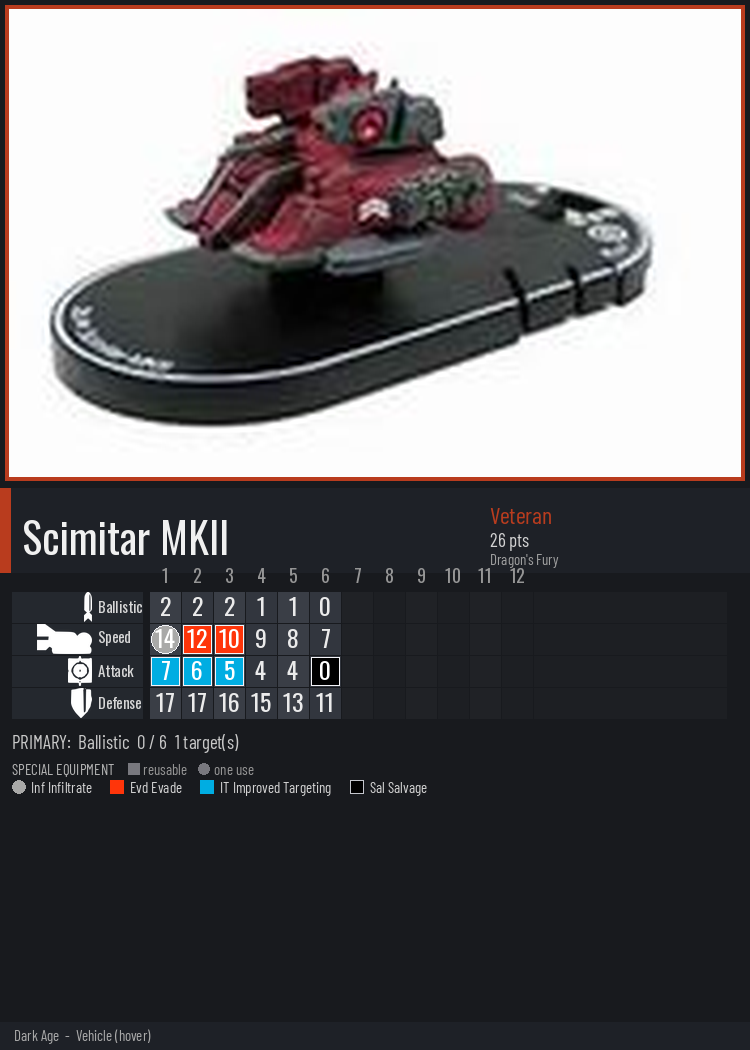 Scimitar MKII
Veteran
26 pts
Dragon's Fury
1 2 3 4 5 6 7 8 9 10 11 12
Ballistic 2 2 2 1 1 0
Speed 14 12 10 9 8 7
Attack 7 6 5 4 4 0
Defense 17 17 16 15 13 11
PRIMARY: Ballistic 0 / 6 1 target(s)
SPECIAL EQUIPMENT reusable one use
Inf Infiltrate Evd Evade IT Improved Targeting Sal Salvage
Dark Age - Vehicle (hover)